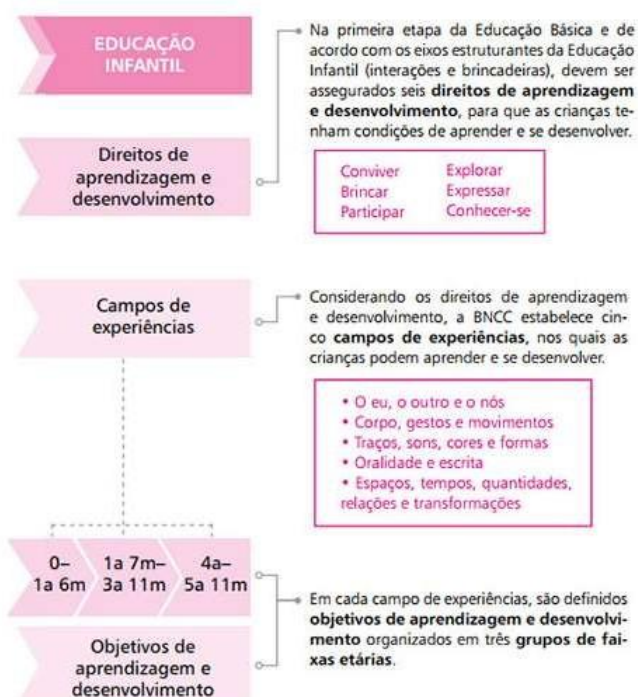 EDUCAÇÃO
INFANTIL
Na primeira etapa da Educação Básica e de
acordo com os eixos estruturantes da Educação
Infantil (interações e brincadeiras), devem ser
assegurados seis direitos de aprendizagem
e desenvolvimento, para que as crianças te-
nham condições de aprender e se desenvolver.
Direitos de
aprendizagem e
desenvolvimento
Conviver
Brincar
Participar
Explorar
Expressar
Conhecer-se
Campos de
experiências
Considerando os direitos de aprendizagem
e desenvolvimento, a BNCC estabelece cin-
co campos de experiências, nos quais as
crianças podem aprender e se desenvolver.
• O eu, o outro e o nós
• Corpo, gestos e movimentos
• Traços, sons, cores e formas
• Oralidade e escrita
• Espaços, tempos, quantidades,
relações e transformações
0–
1a 6m
1a 7m–
3a 11m
4a–
5a 11m
Em cada campo de experiências, são definidos
objetivos de aprendizagem e desenvolvi-
mento organizados em três grupos de fai-
xas etárias.
Objetivos de
aprendizagem e
desenvolvimento